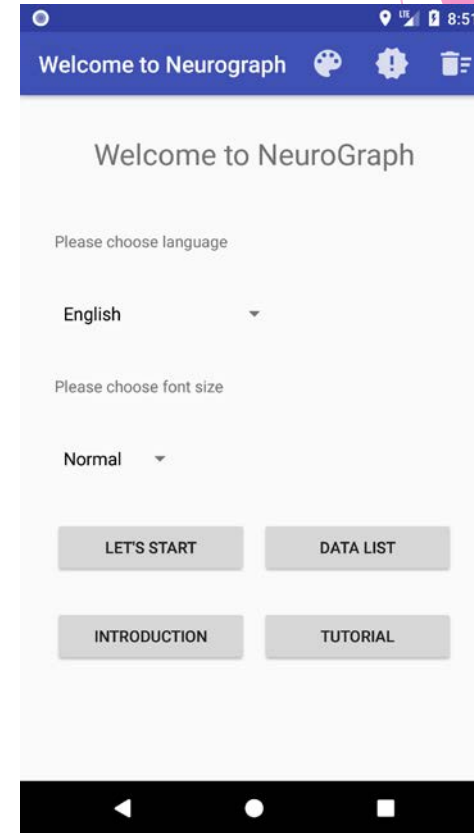 LTE 8:51
Welcome to Neurograph
Welcome to NeuroGraph
Please choose language
English
Please choose font size
Normal
LET'S START DATA LIST
INTRODUCTION TUTORIAL